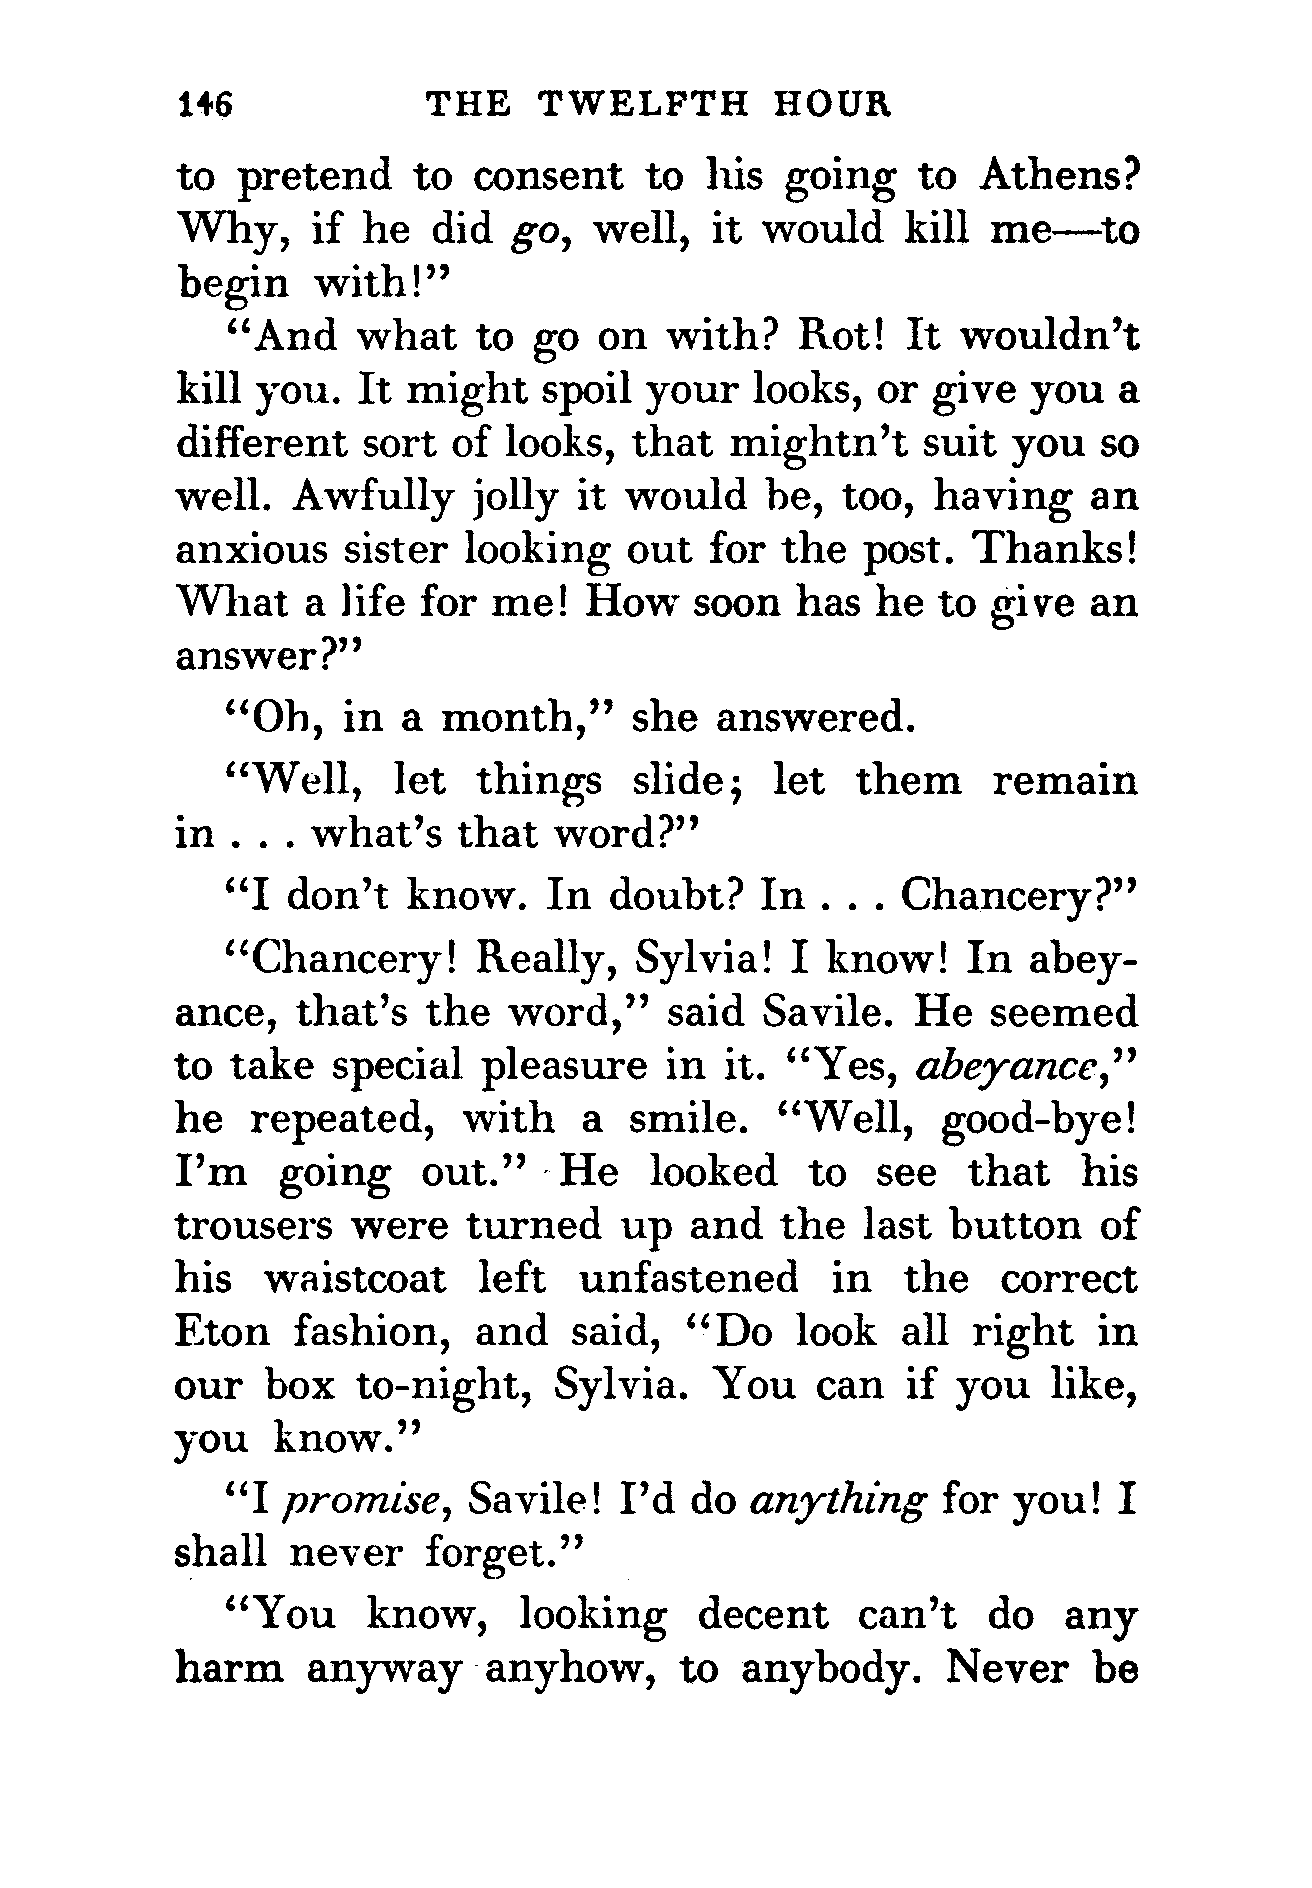 146 THE TWELFTH HOUR
to pretend to consent to his going to Athens?
Why, if he did go, well, it would kill me—to
begin with!”
“And what to go on with? Rot! It wouldn’t
kill you. It might spoil your looks, or give you a
different sort of looks, that mightn’t suit you so
well. Awfully jolly it would be, too, having an
anxious sister looking out for the post. Thanks!
What a life for me! How soon has he to give an
answer?”
“Oh, in a month,” she answered.
“Well, let things slide; let them remain
in . . . what’s that word?”
“I don’t know. In doubt? In . . . Chancery?”
“Chancery! Really, Sylvia! I know! In abey-
ance, that’s the word,” said Savile. He seemed
to take special pleasure in it. “Yes, abeyance,”
he repeated, with a smile. “Well, good-bye!
I’m going out.” He looked to see that his
trousers were turned up and the last button of
his waistcoat left unfastened in the correct
Eton fashion, and said, “Do look all right in
our box to-night, Sylvia. You can if you like,
you know.”
“I promise, Savile! I’d do anything for you! I
shall never forget.”
“You know, looking decent can’t do any
harm anyway anyhow, to anybody. Never be